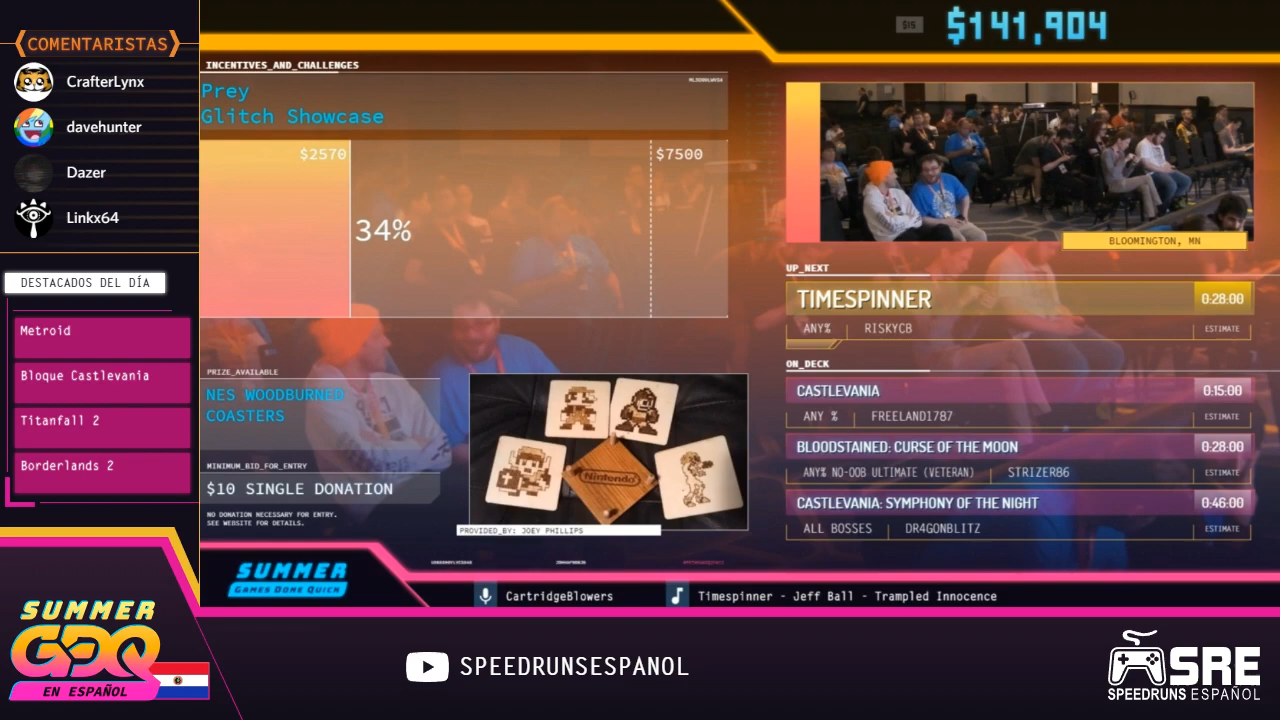 COMENTARISTAS
CrafterLynx
davehunter
Dazer
Linkx64
DESTACADOS DEL DÍA
Metroid
Bloque Castlevania
Titanfall 2
Borderlands 2
SUMMER
GDQ
EN ESPAÑOL
$15
$141,904
INCENTIVES_AND_CHALLENGES
Prey
Glitch Showcase
$2570
$7500
34%
PRIZE_AVAILABLE
NES WOODBURNED
COASTERS
MINIMUM_BID_FOR_ENTRY
$10 SINGLE DONATION
NO DONATION NECESSARY FOR ENTRY.
SEE WEBSITE FOR DETAILS.
Nintendo
PROVIDED_BY: JOEY PHILLIPS
BLOOMINGTON, MN
UP_NEXT
TIMESPINNER
0:28:00
ANY% RISKYCB
ESTIMATE
ON_DECK
CASTLEVANIA
0:15:00
ANY % FREELAND1787
ESTIMATE
BLOODSTAINED: CURSE OF THE MOON
0:28:00
ANY% NO-OOB ULTIMATE (VETERAN) STRIZER86
ESTIMATE
CASTLEVANIA: SYMPHONY OF THE NIGHT
0:46:00
ALL BOSSES DR4GONBLITZ
ESTIMATE
SUMMER
GAMES DONE QUICK
CartridgeBlowers
Timespinner - Jeff Ball - Trampled Innocence
SPEEDRUNSESPANOL
SRE
SPEEDRUNS ESPAÑOL